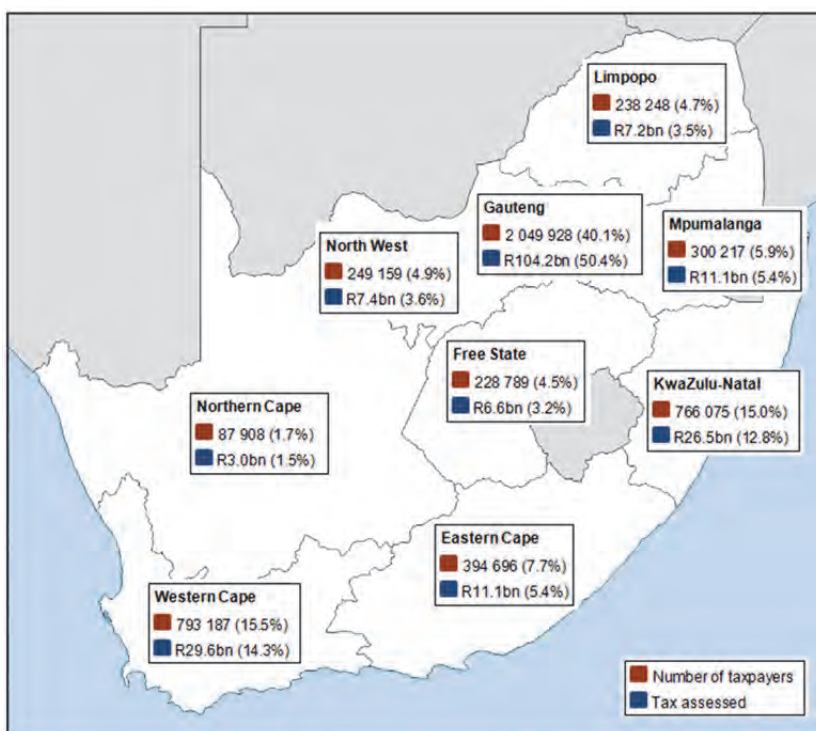 Limpopo
238 248 (4.7%)
R7.2bn (3.5%)
Gauteng
2 049 928 (40.1%)
R104.2bn (50.4%)
Mpumalanga
300 217 (5.9%)
R11.1bn (5.4%)
North West
249 159 (4.9%)
R7.4bn (3.6%)
Free State
228 789 (4.5%)
R6.6bn (3.2%)
KwaZulu-Natal
766 075 (15.0%)
R26.5bn (12.8%)
Northern Cape
87 908 (1.7%)
R3.0bn (1.5%)
Eastern Cape
394 696 (7.7%)
R11.1bn (5.4%)
Western Cape
793 187 (15.5%)
R29.6bn (14.3%)
Number of taxpayers
Tax assessed